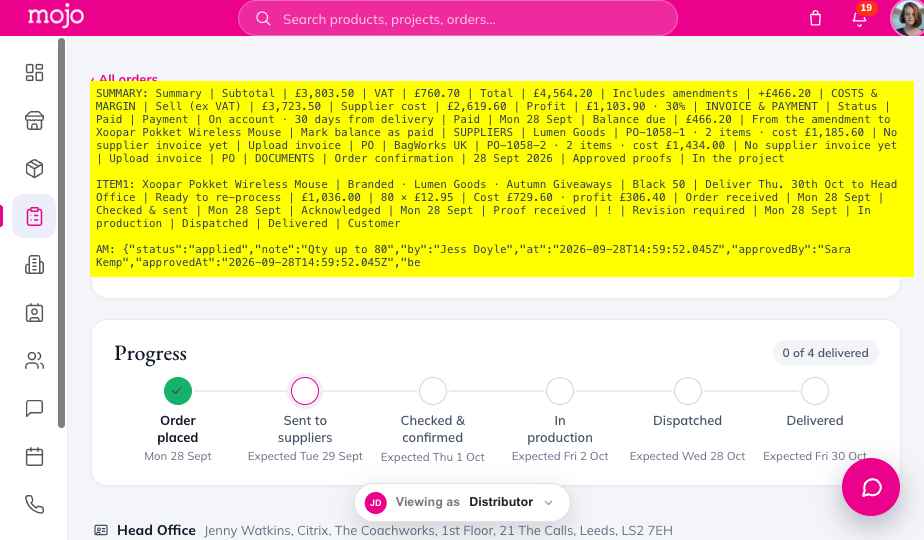 mojo
Search products, projects, orders...
19
‹ All orders
SUMMARY: Summary | Subtotal | £3,803.50 | VAT | £760.70 | Total | £4,564.20 | Includes amendments | +£466.20 | COSTS &
MARGIN | Sell (ex VAT) | £3,723.50 | Supplier cost | £2,619.60 | Profit | £1,103.90 · 30% | INVOICE & PAYMENT | Status |
Paid | Payment | On account · 30 days from delivery | Paid | Mon 28 Sept | Balance due | £466.20 | From the amendment to
Xoopar Pokket Wireless Mouse | Mark balance as paid | SUPPLIERS | Lumen Goods | PO-1058-1 · 2 items · cost £1,185.60 | No
supplier invoice yet | Upload invoice | PO | BagWorks UK | PO-1058-2 · 2 items · cost £1,434.00 | No supplier invoice yet
| Upload invoice | PO | DOCUMENTS | Order confirmation | 28 Sept 2026 | Approved proofs | In the project
ITEM1: Xoopar Pokket Wireless Mouse | Branded · Lumen Goods · Autumn Giveaways | Black 50 | Deliver Thu. 30th Oct to Head
Office | Ready to re-process | £1,036.00 | 80 × £12.95 | Cost £729.60 · profit £306.40 | Order received | Mon 28 Sept |
Checked & sent | Mon 28 Sept | Acknowledged | Mon 28 Sept | Proof received | ! | Revision required | Mon 28 Sept | In
production | Dispatched | Delivered | Customer
AM: {"status":"applied","note":"Qty up to 80","by":"Jess Doyle","at":"2026-09-28T14:59:52.045Z","approvedBy":"Sara
Kemp","approvedAt":"2026-09-28T14:59:52.045Z","be
Progress
0 of 4 delivered
Order placed
Mon 28 Sept
Sent to suppliers
Expected Tue 29 Sept
Checked & confirmed
Expected Thu 1 Oct
In production
Expected Fri 2 Oct
Dispatched
Expected Wed 28 Oct
Delivered
Expected Fri 30 Oct
JD Viewing as Distributor
Head Office Jenny Watkins, Citrix, The Coachworks, 1st Floor, 21 The Calls, Leeds, LS2 7EH